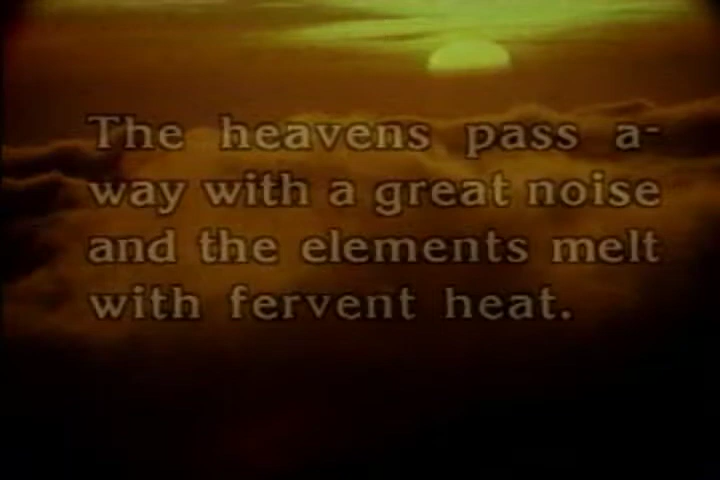 The heavens pass a-
way with a great noise
and the elements melt
with fervent heat.